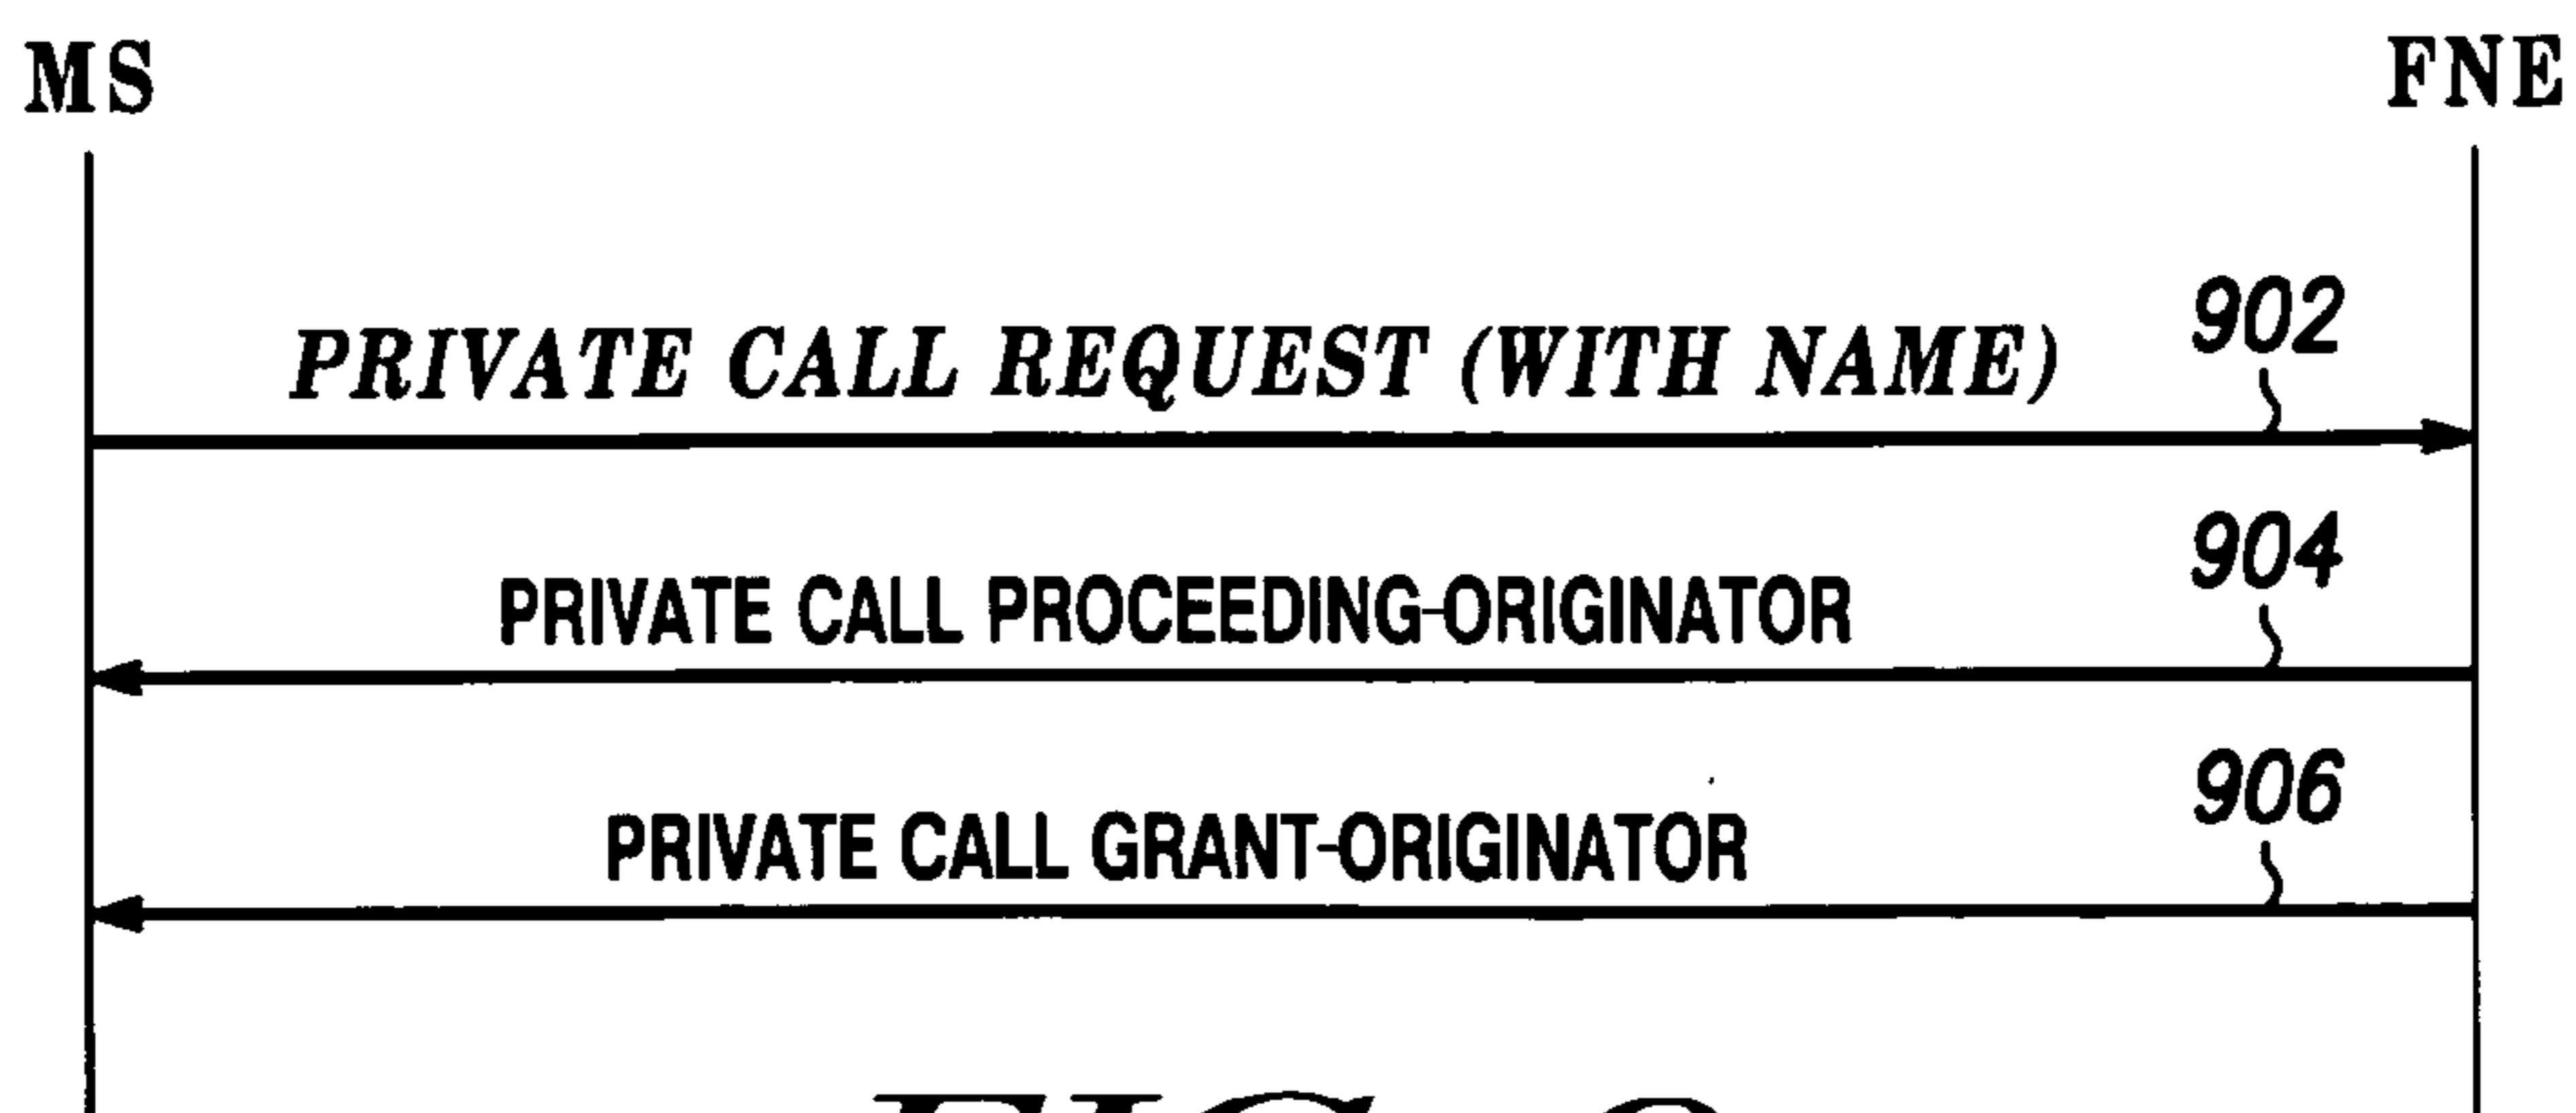 MS FNE
PRIVATE CALL REQUEST (WITH NAME) 902
904
PRIVATE CALL PROCEEDING-ORIGINATOR
906
PRIVATE CALL GRANT-ORIGINATOR